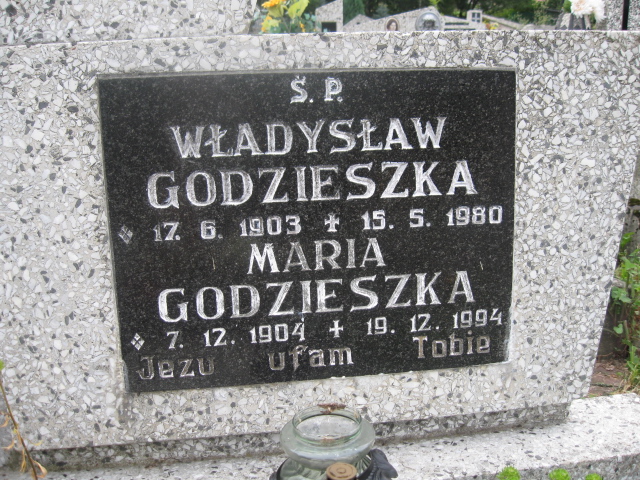 Ś. P.
WŁADYSŁAW
GODZIESZKA
17. 6. 1903 ✝ 15. 5. 1980
MARIA
GODZIESZKA
7. 12. 1904 ✝ 19. 12. 1994
Jezu ufam Tobie